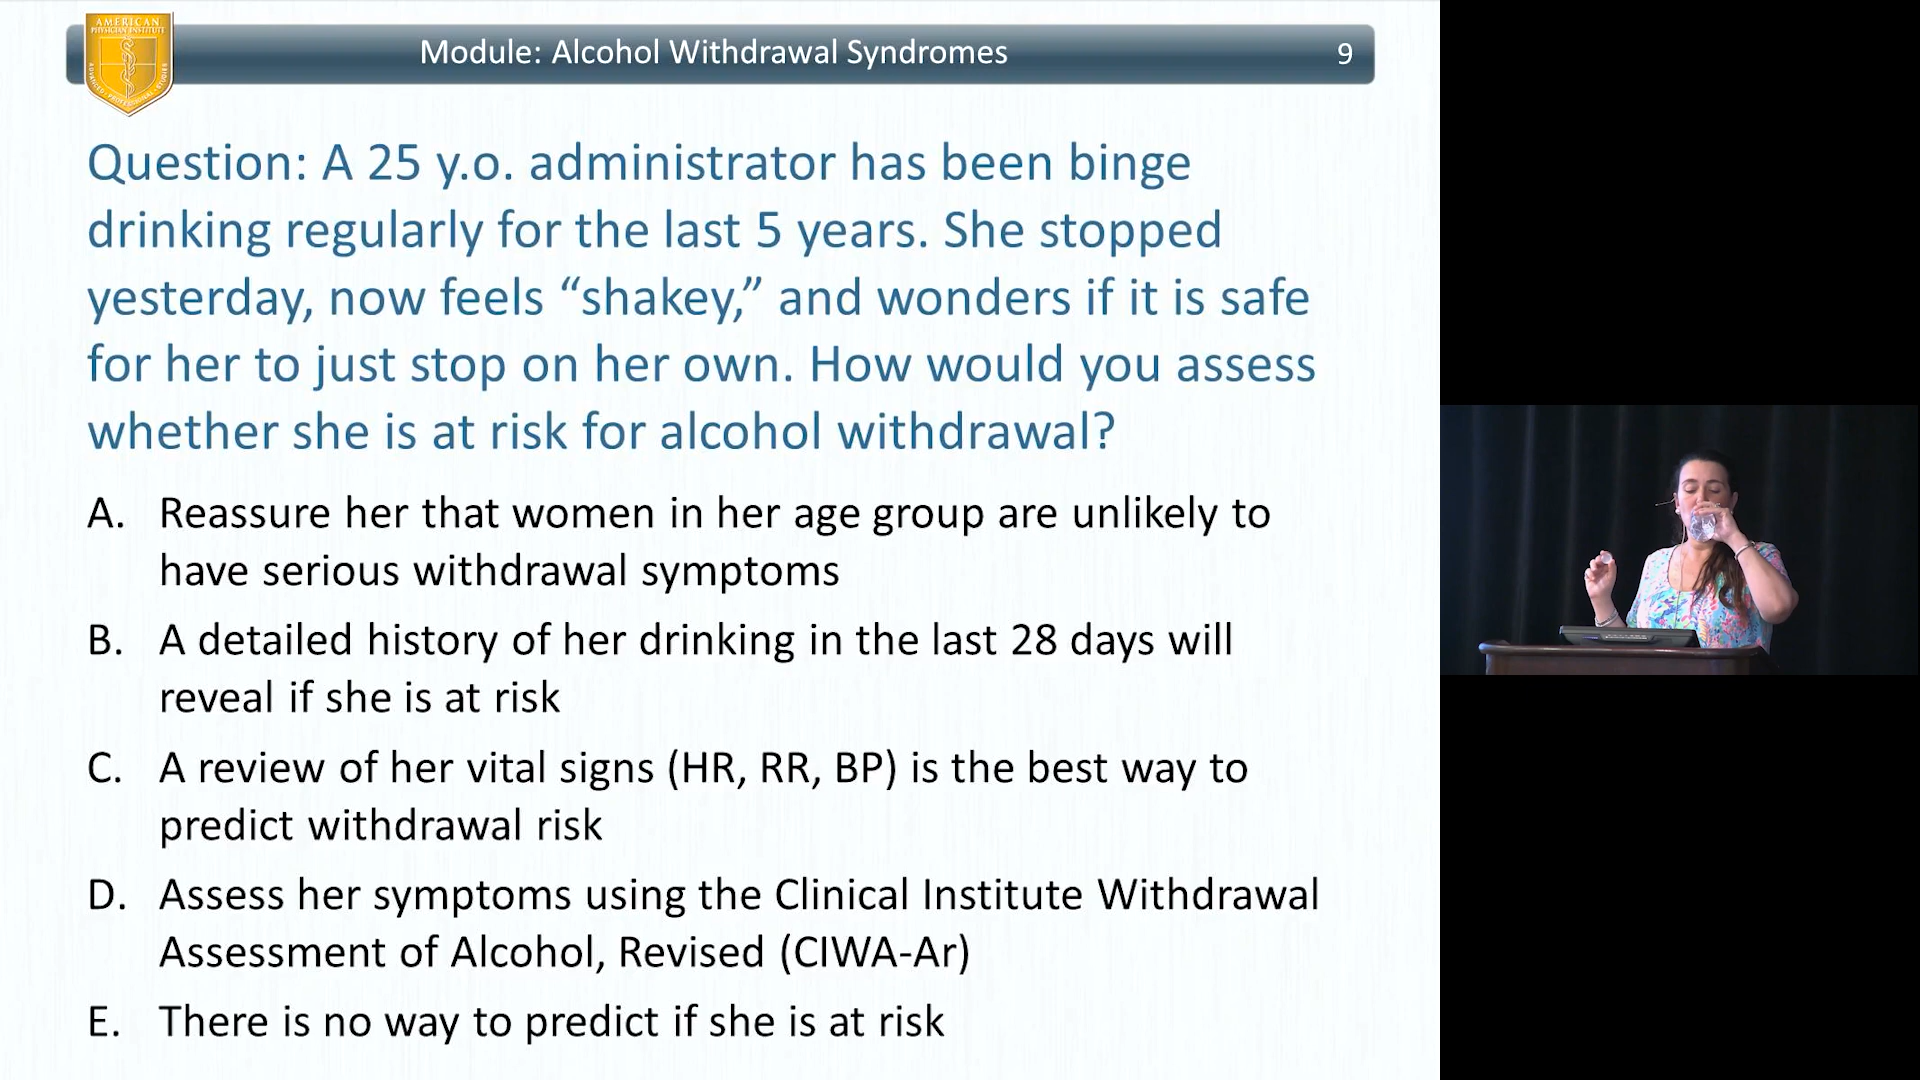 AMERICAN
PHYSICIAN INSTITUTE
ADVANCED · PROFESSIONAL · STUDIES
Module: Alcohol Withdrawal Syndromes
9
Question: A 25 y.o. administrator has been binge
drinking regularly for the last 5 years. She stopped
yesterday, now feels “shakey,” and wonders if it is safe
for her to just stop on her own. How would you assess
whether she is at risk for alcohol withdrawal?
A. Reassure her that women in her age group are unlikely to
have serious withdrawal symptoms
B. A detailed history of her drinking in the last 28 days will
reveal if she is at risk
C. A review of her vital signs (HR, RR, BP) is the best way to
predict withdrawal risk
D. Assess her symptoms using the Clinical Institute Withdrawal
Assessment of Alcohol, Revised (CIWA-Ar)
E. There is no way to predict if she is at risk